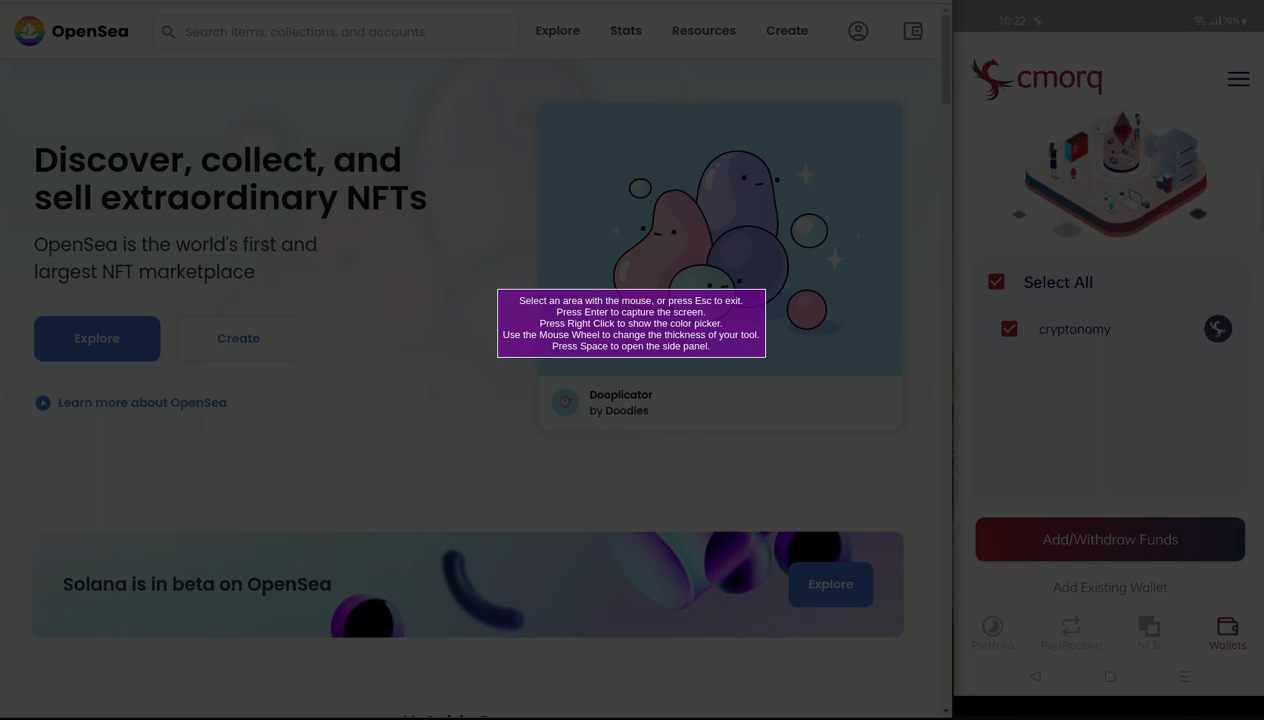 OpenSea
Search items, collections, and accounts
Explore
Stats
Resources
Create
Discover, collect, and
sell extraordinary NFTs
OpenSea is the world's first and
largest NFT marketplace
Explore
Create
Learn more about OpenSea
Dooplicator
by Doodles
Select an area with the mouse, or press Esc to exit.
Press Enter to capture the screen.
Press Right Click to show the color picker.
Use the Mouse Wheel to change the thickness of your tool.
Press Space to open the side panel.
Solana is in beta on OpenSea
Explore
10:22
70%
cmorq
Select All
cryptonomy
Add/Withdraw Funds
Add Existing Wallet
Portfolio
Pay/Receive
NFTs
Wallets